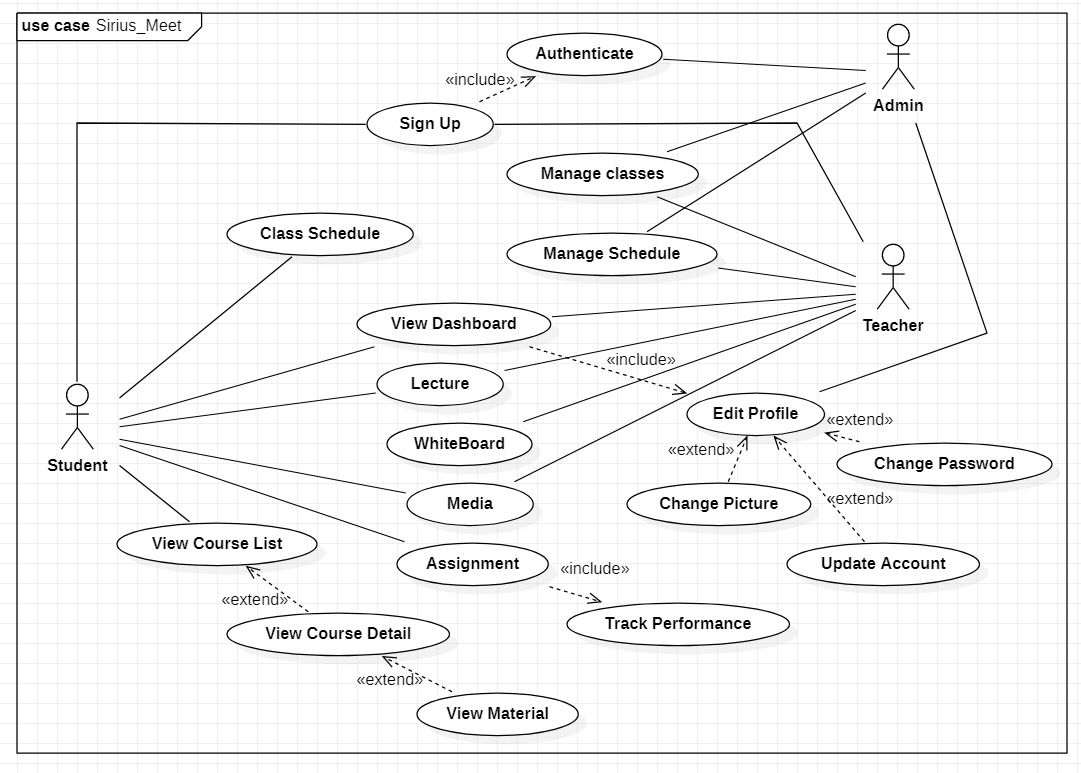 use case Sirius_Meet
Authenticate
«include»
Admin
Sign Up
Manage classes
Class Schedule
Manage Schedule
View Dashboard
Teacher
«include»
Lecture
Edit Profile
«extend»
WhiteBoard
«extend»
Change Password
Student
Media
Change Picture
«extend»
View Course List
Assignment
«include»
Update Account
«extend»
Track Performance
View Course Detail
«extend»
View Material